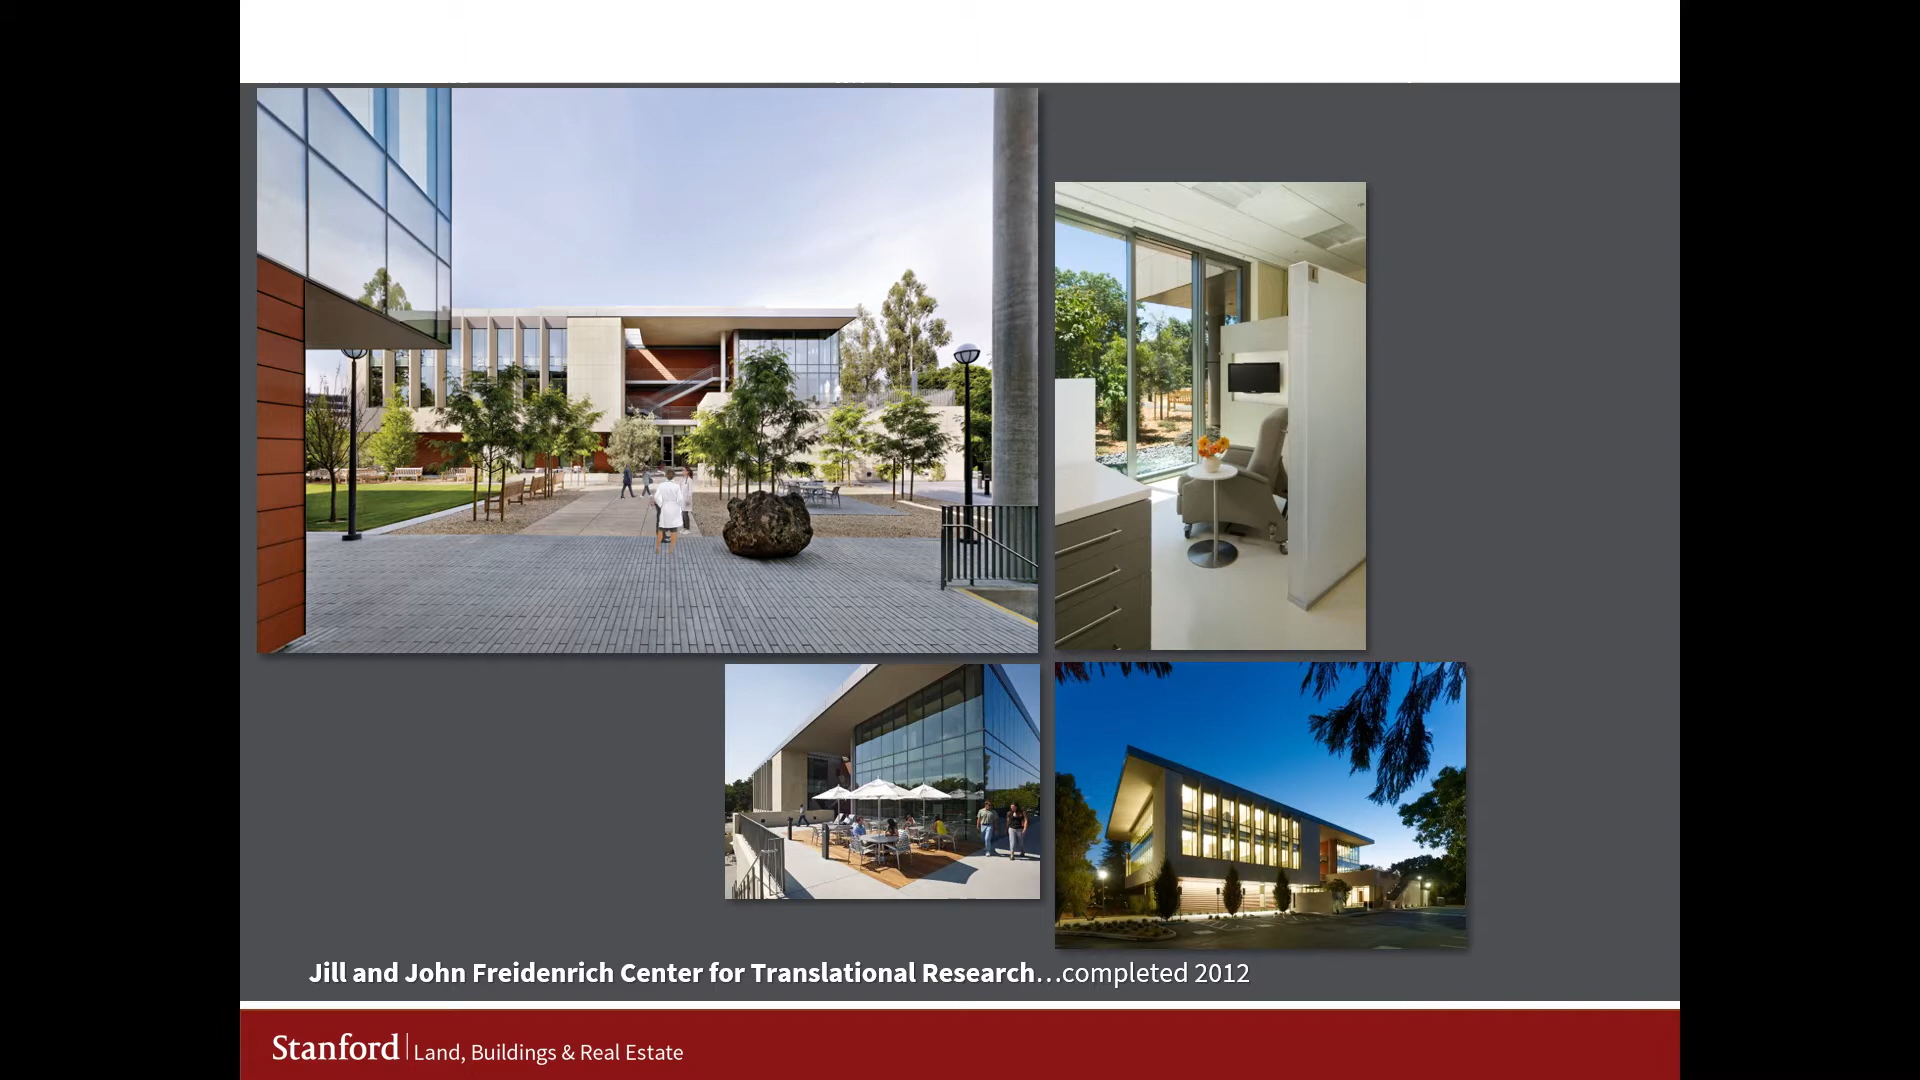 Jill and John Freidenrich Center for Translational Research…completed 2012
Stanford | Land, Buildings & Real Estate